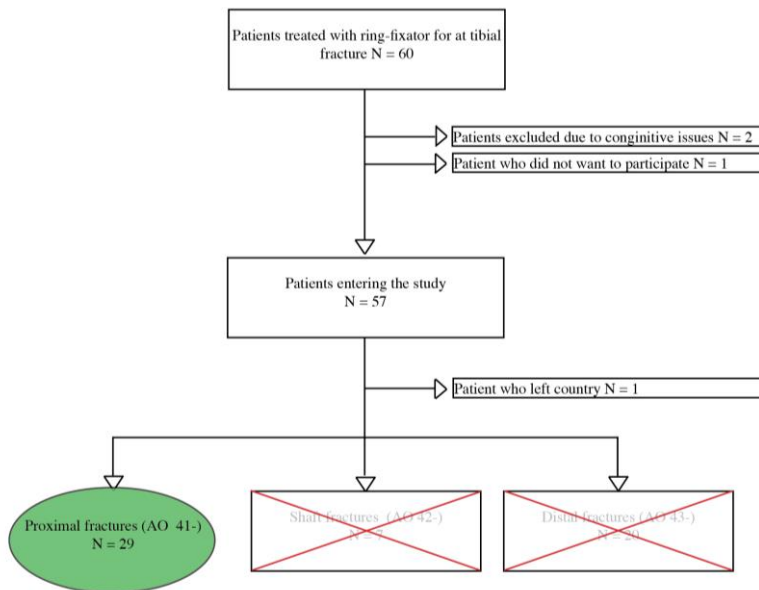 Patients treated with ring-fixator for at tibial
fracture N = 60
Patients excluded due to conginitive issues N = 2
Patient who did not want to participate N = 1
Patients entering the study
N = 57
Patient who left country N = 1
Proximal fractures (AO 41-)
N = 29
Shaft fractures (AO 42-)
N = 7
Distal fractures (AO 43-)
N = 20